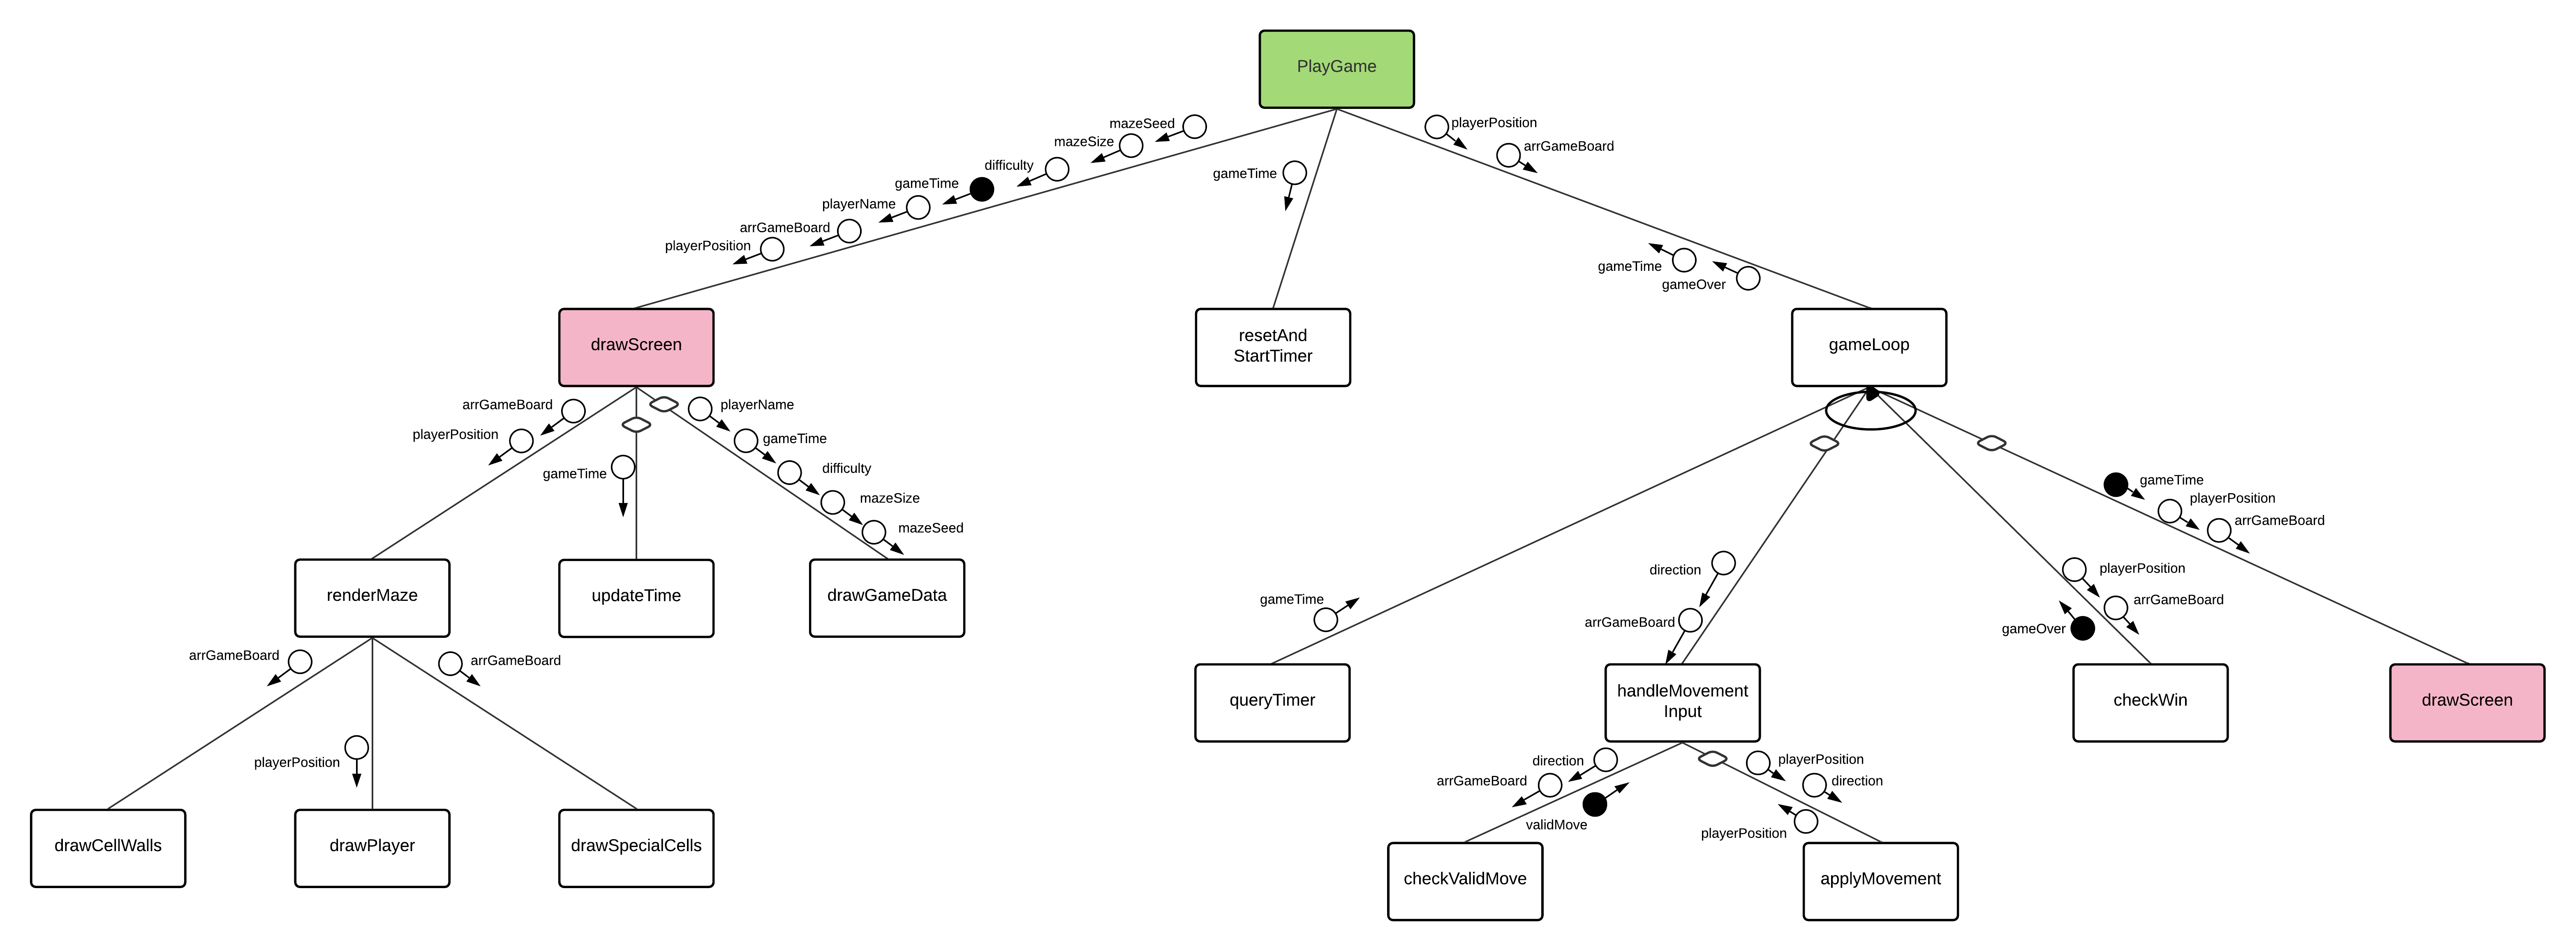 PlayGame
mazeSeed
mazeSize
difficulty
gameTime
playerName
arrGameBoard
playerPosition
gameTime
playerPosition
arrGameBoard
gameTime
gameOver
drawScreen
resetAnd
StartTimer
gameLoop
arrGameBoard
playerPosition
gameTime
playerName
gameTime
difficulty
mazeSize
mazeSeed
gameTime
playerPosition
arrGameBoard
renderMaze
updateTime
drawGameData
gameTime
direction
arrGameBoard
playerPosition
arrGameBoard
gameOver
arrGameBoard
arrGameBoard
playerPosition
queryTimer
handleMovement
Input
checkWin
drawScreen
direction
arrGameBoard
validMove
playerPosition
direction
playerPosition
drawCellWalls
drawPlayer
drawSpecialCells
checkValidMove
applyMovement